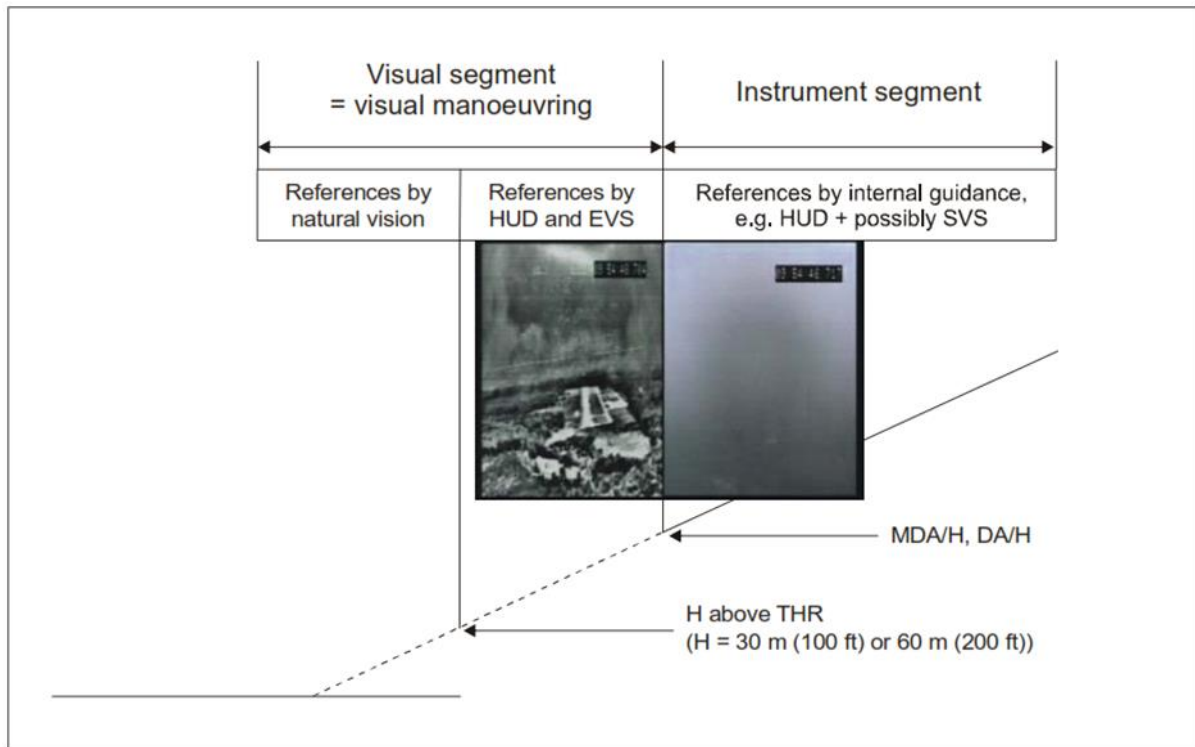 Visual segment
= visual manoeuvring
Instrument segment
References by
natural vision
References by
HUD and EVS
References by internal guidance,
e.g. HUD + possibly SVS
MDA/H, DA/H
H above THR
(H = 30 m (100 ft) or 60 m (200 ft))